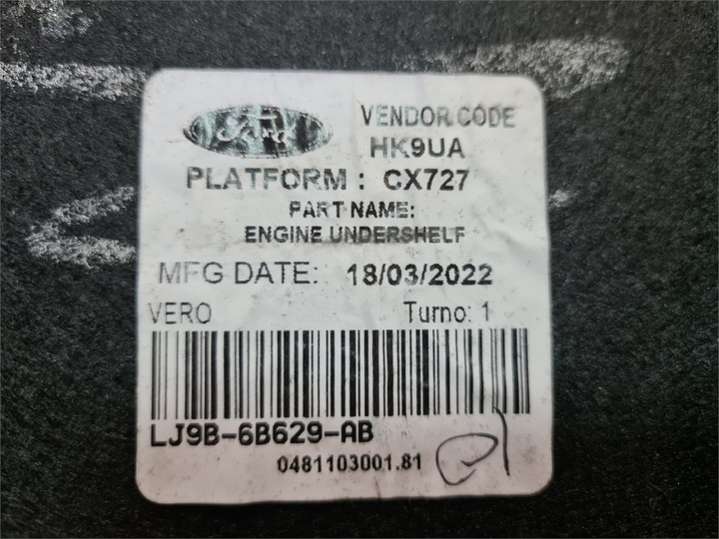 Ford
VENDOR CODE
HK9UA
PLATFORM : CX727
PART NAME:
ENGINE UNDERSHELF
MFG DATE: 18/03/2022
VERO Turno: 1
LJ9B-6B629-AB
0481103001.81